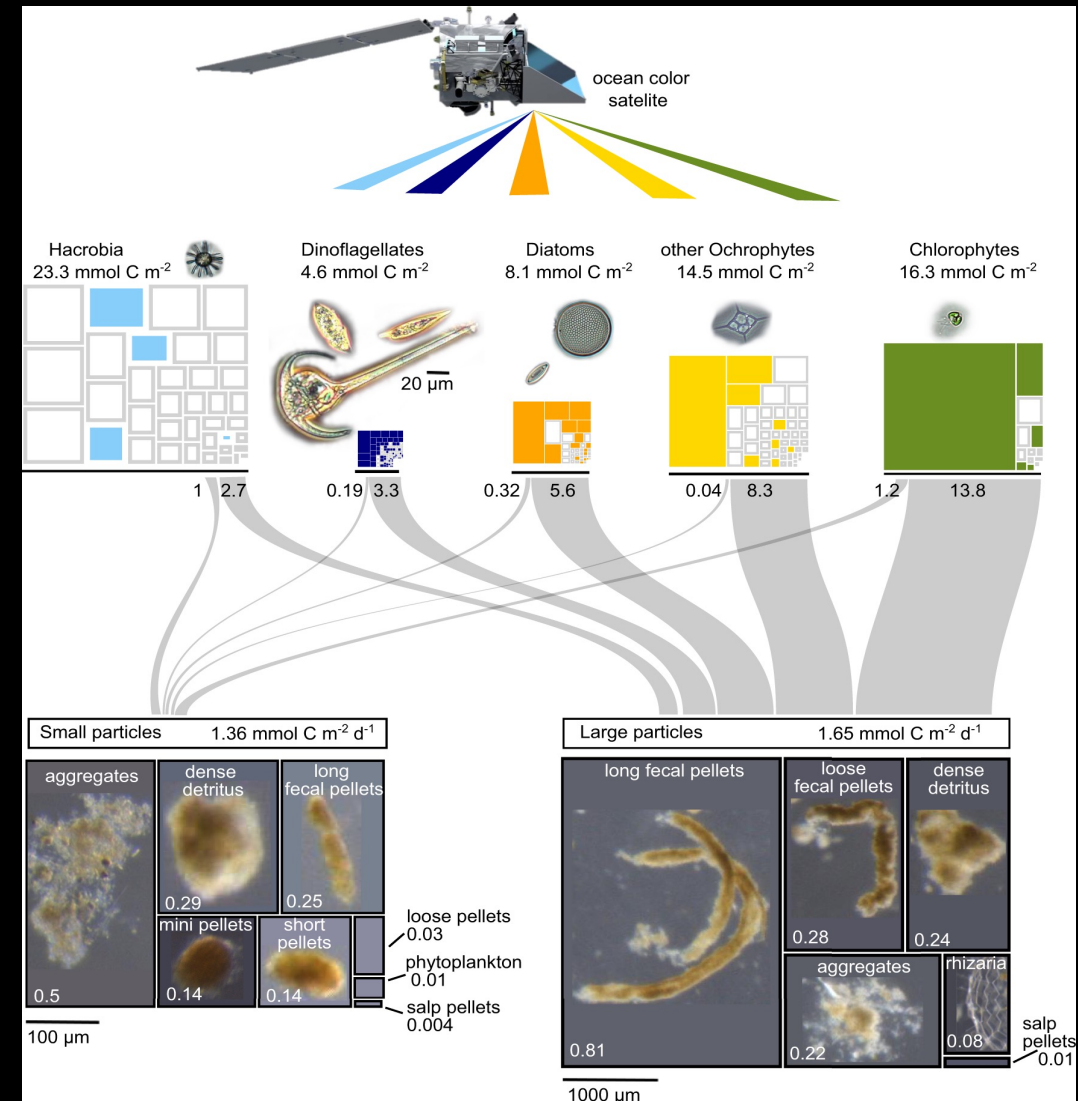 ocean color
satelite
Hacrobia
23.3 mmol C m⁻²
Dinoflagellates
4.6 mmol C m⁻²
Diatoms
8.1 mmol C m⁻²
other Ochrophytes
14.5 mmol C m⁻²
Chlorophytes
16.3 mmol C m⁻²
20 µm
1 2.7
0.19 3.3
0.32 5.6
0.04 8.3
1.2 13.8
Small particles 1.36 mmol C m⁻² d⁻¹
aggregates
0.5
dense
detritus
0.29
long
fecal pellets
0.25
mini pellets
0.14
short
pellets
0.14
loose pellets
0.03
phytoplankton
0.01
salp pellets
0.004
100 µm
Large particles 1.65 mmol C m⁻² d⁻¹
long fecal pellets
0.81
loose
fecal pellets
0.28
dense
detritus
0.24
aggregates
0.22
rhizaria
0.08
salp
pellets
0.01
1000 µm